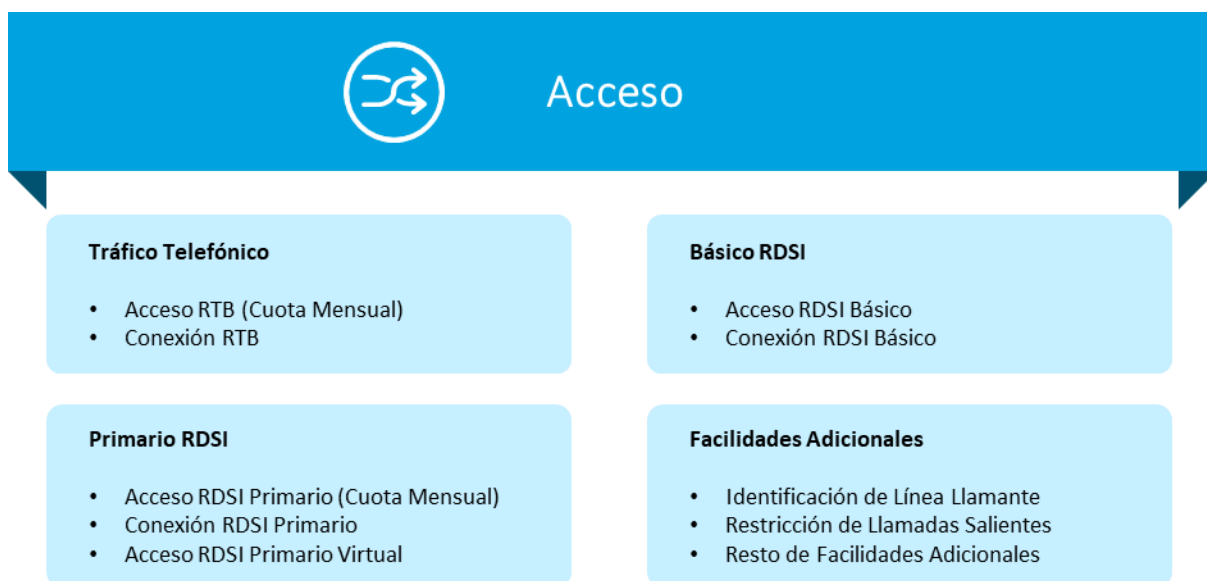 Acceso
Tráfico Telefónico
• Acceso RTB (Cuota Mensual)
• Conexión RTB
Básico RDSI
• Acceso RDSI Básico
• Conexión RDSI Básico
Primario RDSI
• Acceso RDSI Primario (Cuota Mensual)
• Conexión RDSI Primario
• Acceso RDSI Primario Virtual
Facilidades Adicionales
• Identificación de Línea Llamante
• Restricción de Llamadas Salientes
• Resto de Facilidades Adicionales